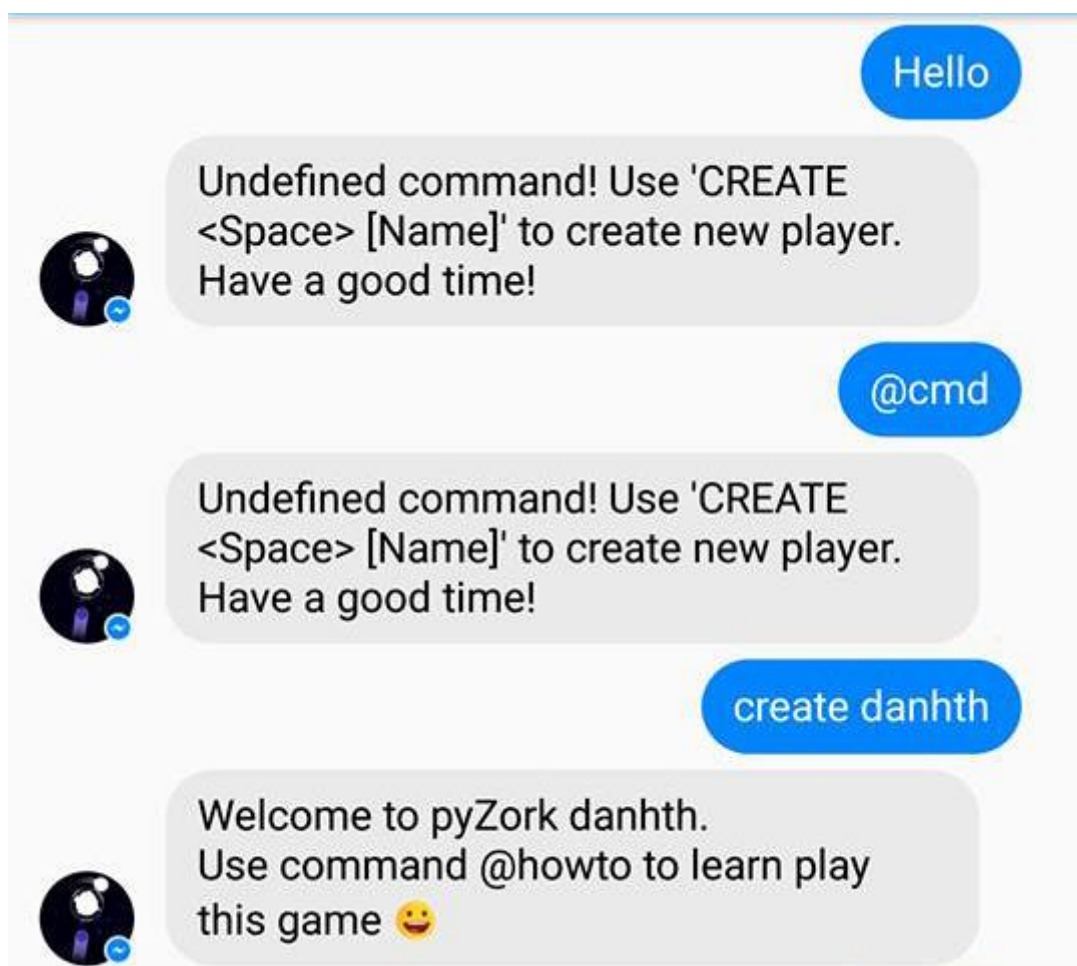 Hello
Undefined command! Use 'CREATE
<Space> [Name]' to create new player.
Have a good time!
@cmd
Undefined command! Use 'CREATE
<Space> [Name]' to create new player.
Have a good time!
create danhth
Welcome to pyZork danhth.
Use command @howto to learn play
this game 😀